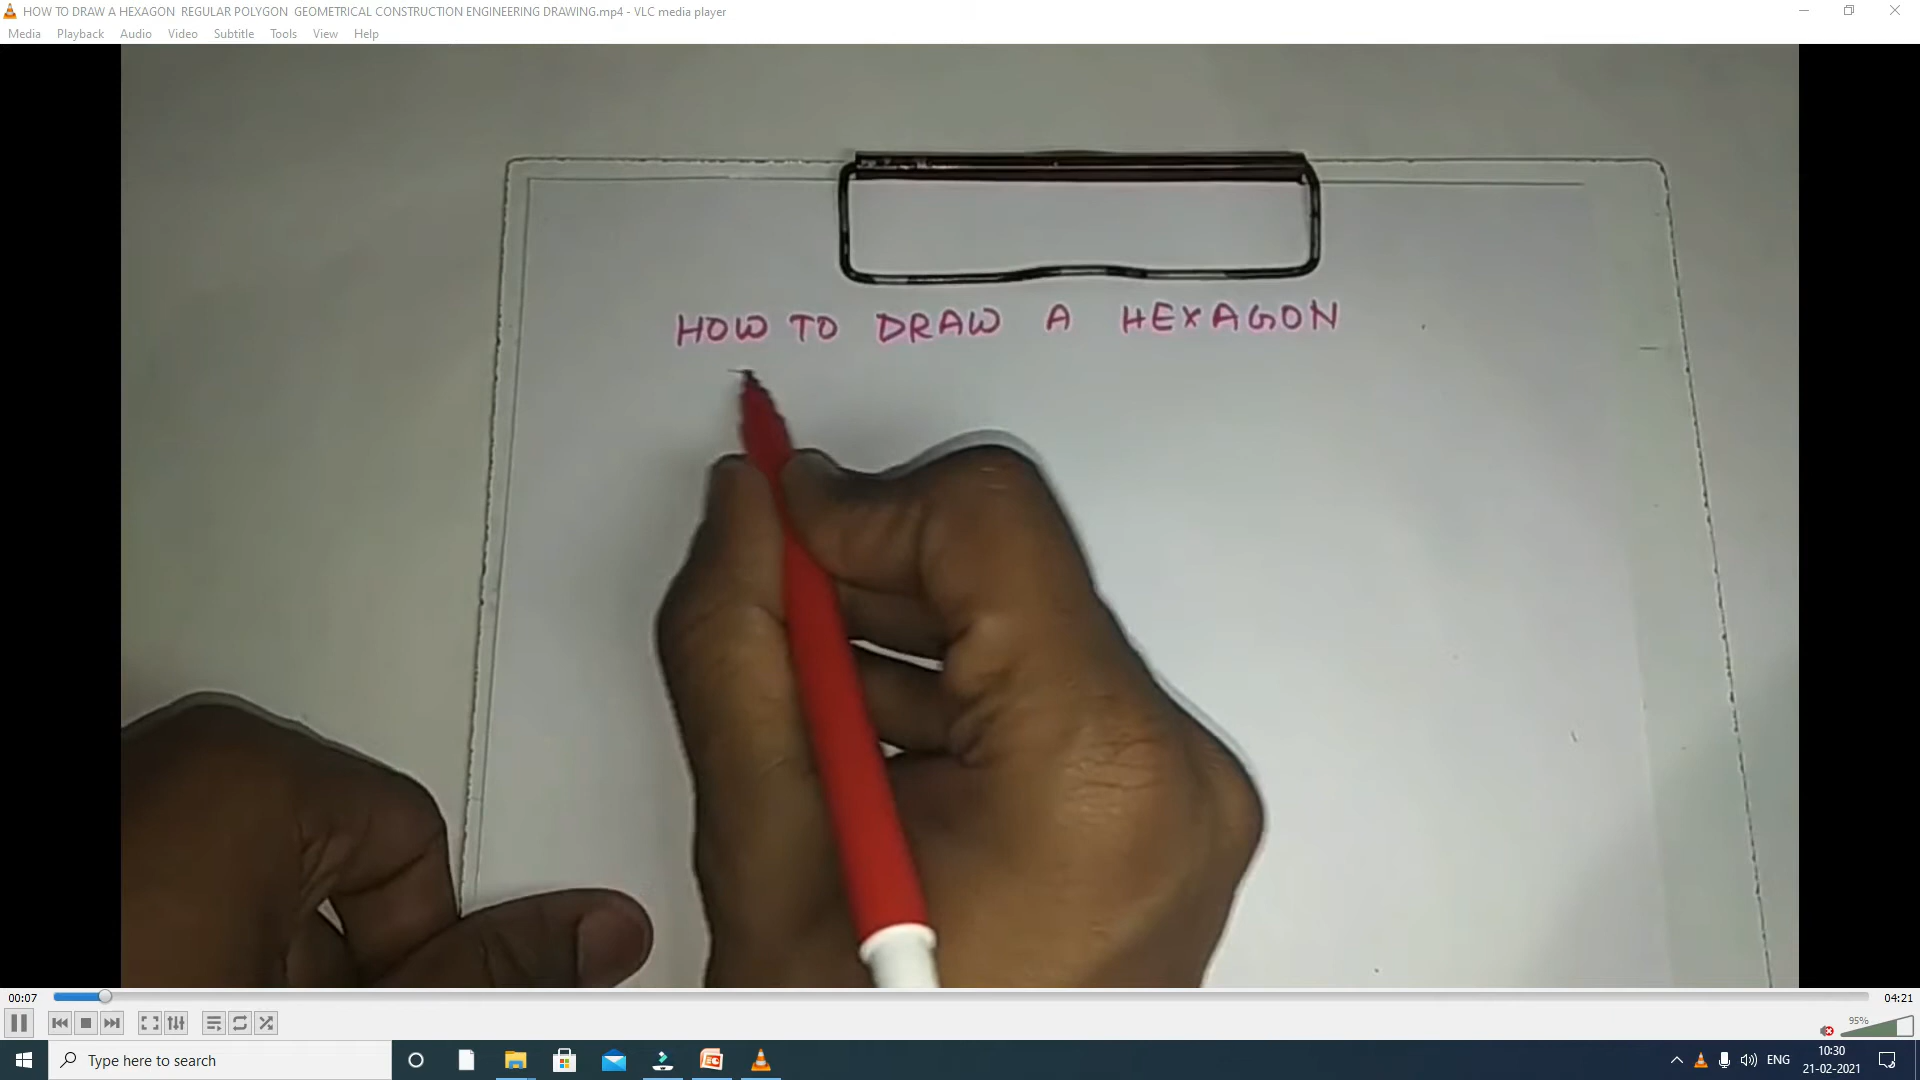 HOW TO DRAW A HEXAGON REGULAR POLYGON GEOMETRICAL CONSTRUCTION ENGINEERING DRAWING.mp4 - VLC media player
Media Playback Audio Video Subtitle Tools View Help
HOW TO DRAW A HEXAGON
00:07 04:21
95%
Type here to search
ENG
10:30
21-02-2021